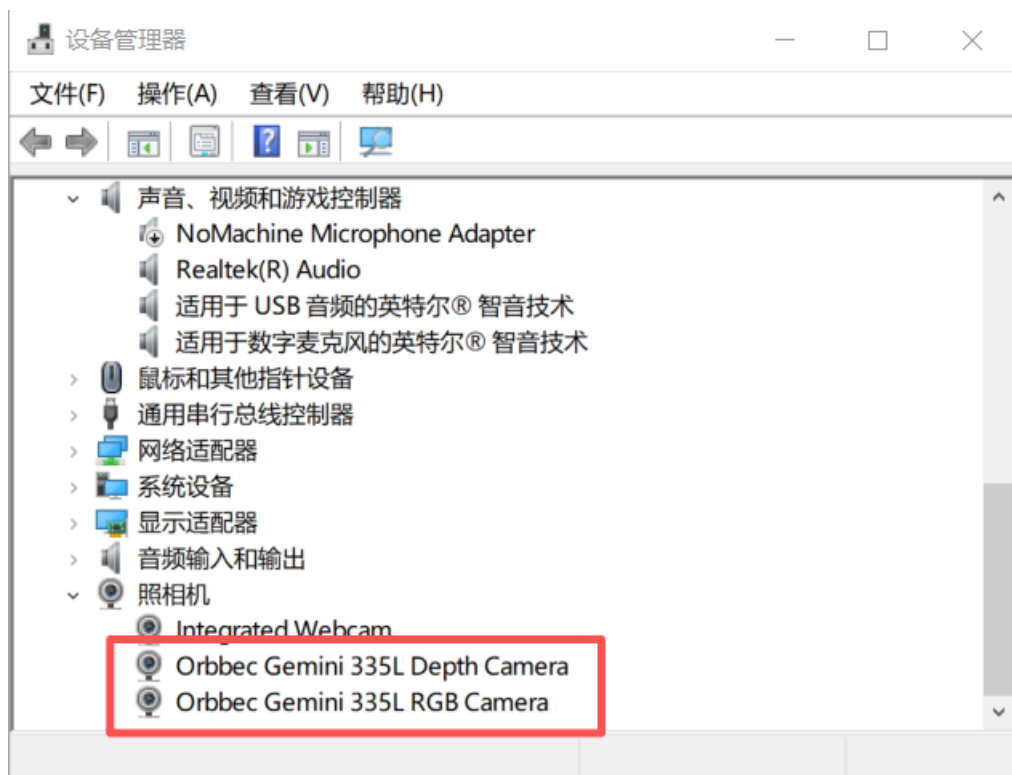 设备管理器
文件(F) 操作(A) 查看(V) 帮助(H)
声音、视频和游戏控制器
NoMachine Microphone Adapter
Realtek(R) Audio
适用于 USB 音频的英特尔® 智音技术
适用于数字麦克风的英特尔® 智音技术
鼠标和其他指针设备
通用串行总线控制器
网络适配器
系统设备
显示适配器
音频输入和输出
照相机
Integrated Webcam
Orbbec Gemini 335L Depth Camera
Orbbec Gemini 335L RGB Camera